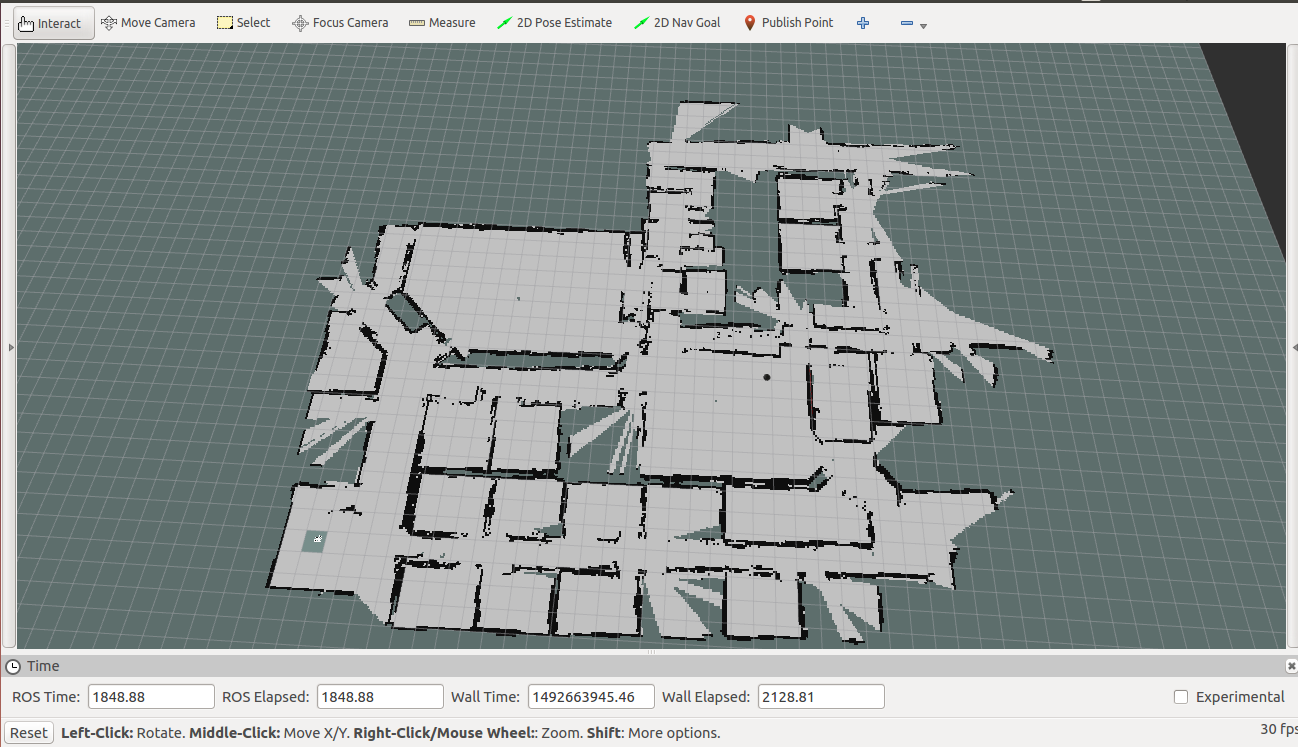 Interact Move Camera Select Focus Camera Measure 2D Pose Estimate 2D Nav Goal Publish Point
Time
ROS Time: 1848.88 ROS Elapsed: 1848.88 Wall Time: 1492663945.46 Wall Elapsed: 2128.81 Experimental
Reset Left-Click: Rotate. Middle-Click: Move X/Y. Right-Click/Mouse Wheel:: Zoom. Shift: More options. 30 fps